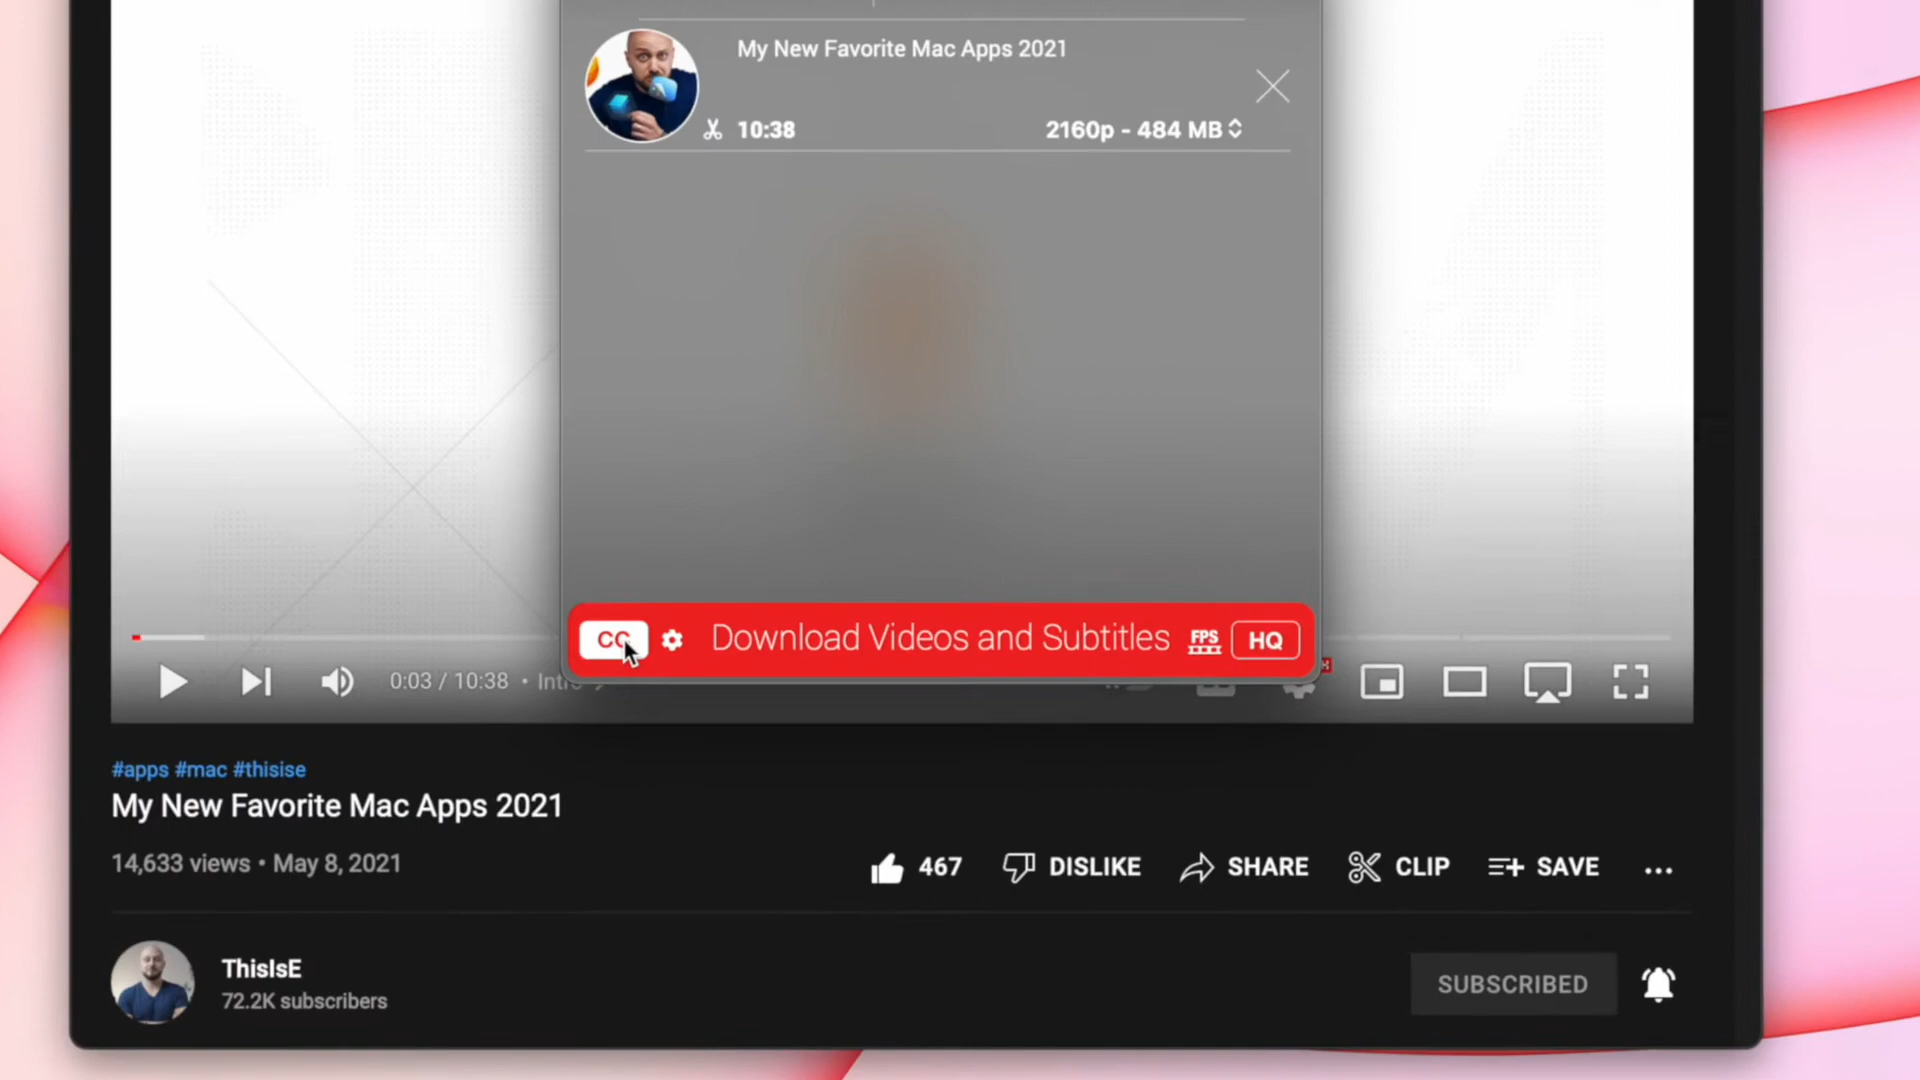 My New Favorite Mac Apps 2021
10:38
2160p - 484 MB
CC
Download Videos and Subtitles
FPS
HQ
0:03 / 10:38 • Intro
#apps #mac #thisise
My New Favorite Mac Apps 2021
14,633 views • May 8, 2021
467
DISLIKE
SHARE
CLIP
SAVE
ThisIsE
72.2K subscribers
SUBSCRIBED